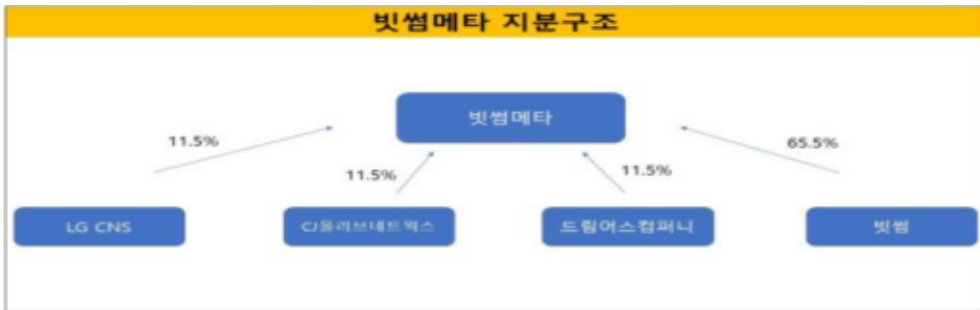 빗썸메타 지분구조
빗썸메타
11.5%
65.5%
11.5%
11.5%
LG CNS
CJ올리브네트웍스
드림어스컴퍼니
빗썸